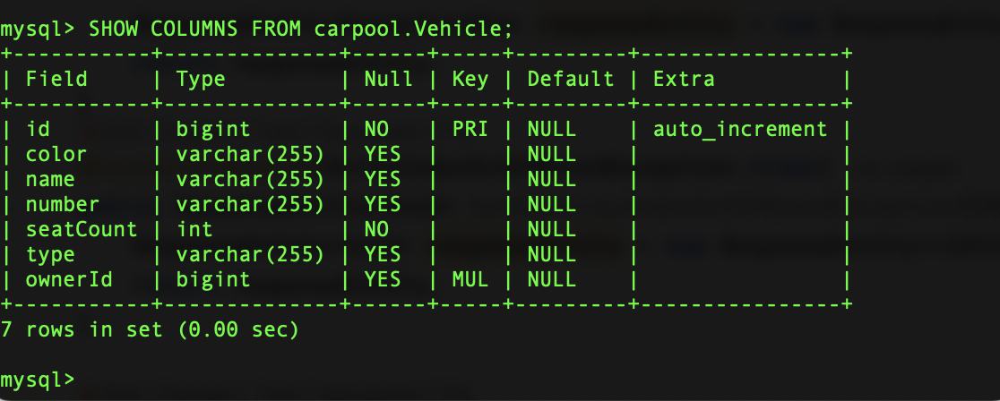 mysql> SHOW COLUMNS FROM carpool.Vehicle;
+-----------+--------------+------+-----+---------+----------------+
| Field     | Type         | Null | Key | Default | Extra          |
+-----------+--------------+------+-----+---------+----------------+
| id        | bigint       | NO   | PRI | NULL    | auto_increment |
| color     | varchar(255) | YES  |     | NULL    |                |
| name      | varchar(255) | YES  |     | NULL    |                |
| number    | varchar(255) | YES  |     | NULL    |                |
| seatCount | int          | NO   |     | NULL    |                |
| type      | varchar(255) | YES  |     | NULL    |                |
| ownerId   | bigint       | YES  | MUL | NULL    |                |
+-----------+--------------+------+-----+---------+----------------+
7 rows in set (0.00 sec)
mysql>